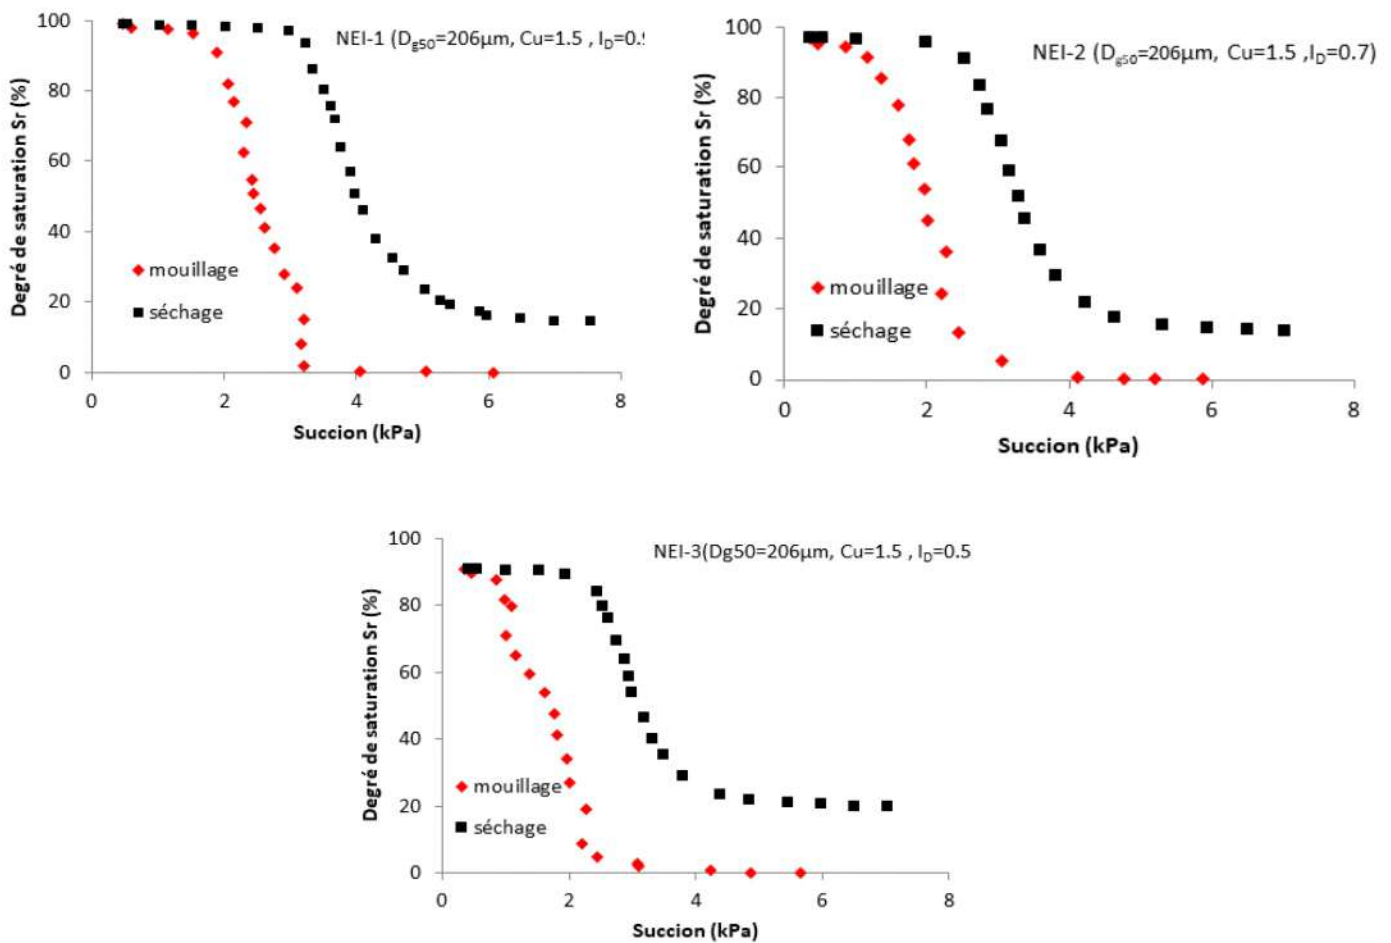 NEI-1 (Dg50=206µm, Cu=1.5 , ID=0.
Degré de saturation Sr (%)
100
80
60
40
20
0
mouillage
séchage
0 2 4 6 8
Succion (kPa)
NEI-2 (Dg50=206µm, Cu=1.5 ,ID=0.7)
Degré de saturation Sr (%)
100
80
60
40
20
0
mouillage
séchage
0 2 4 6 8
Succion (kPa)
NEI-3(Dg50=206µm, Cu=1.5 , ID=0.5
Degré de saturation Sr (%)
100
80
60
40
20
0
mouillage
séchage
0 2 4 6 8
Succion (kPa)